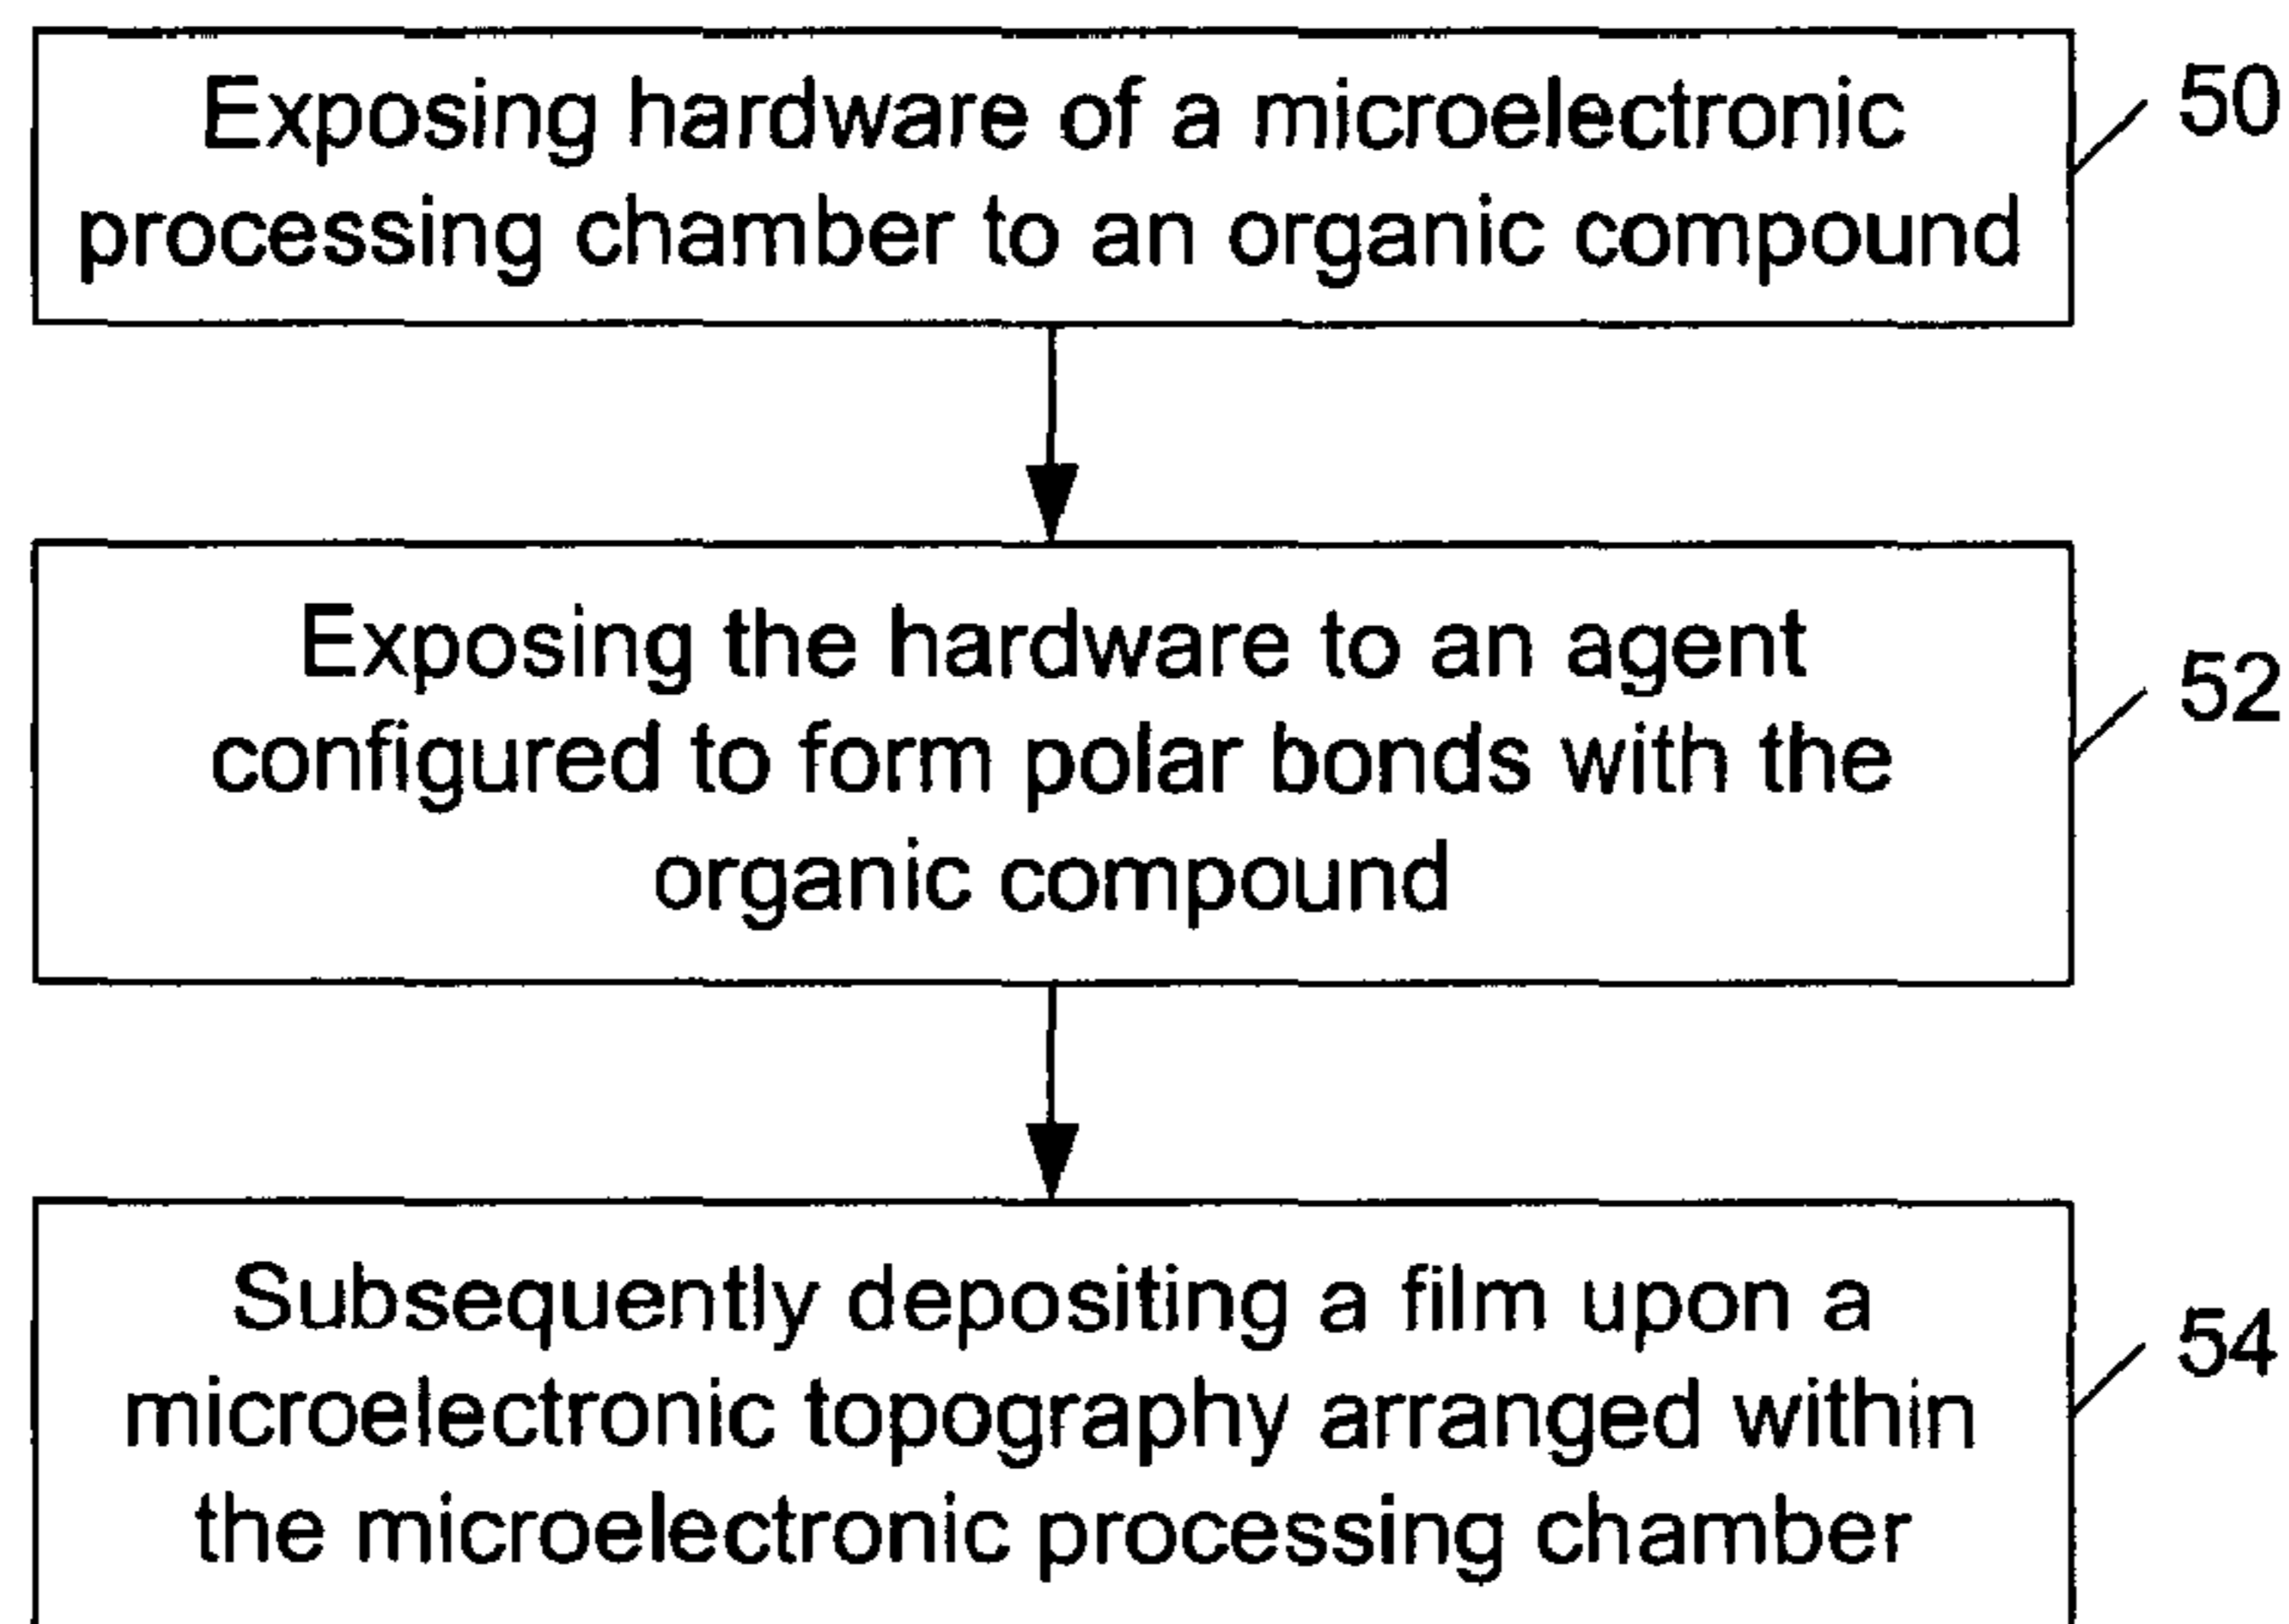 Exposing hardware of a microelectronic
processing chamber to an organic compound
50
Exposing the hardware to an agent
configured to form polar bonds with the
organic compound
52
Subsequently depositing a film upon a
microelectronic topography arranged within
the microelectronic processing chamber
54